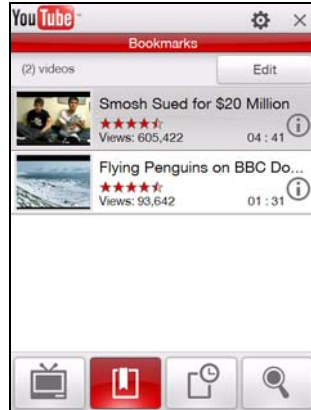 YouTube
Bookmarks
(2) videos
Edit
Smosh Sued for $20 Million
Views: 605,422
04 : 41
Flying Penguins on BBC Do...
Views: 93,642
01 : 31